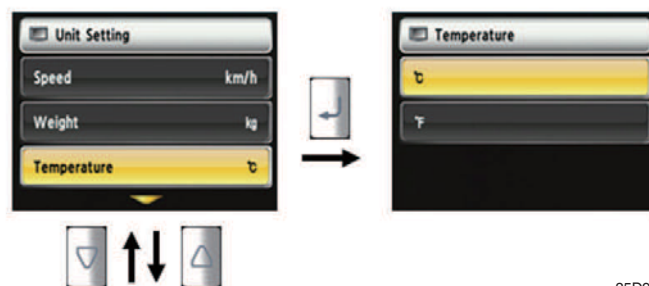 Unit Setting
Speed km/h
Weight kg
Temperature ℃
Temperature
℃
℉